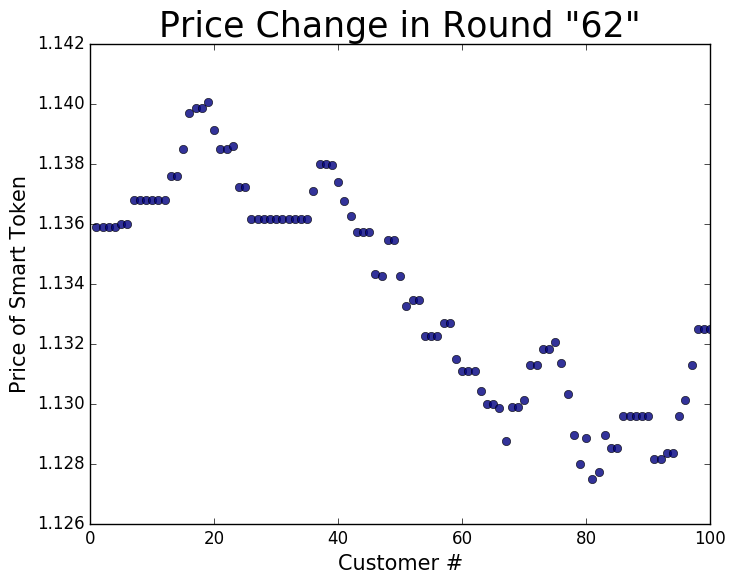 Price Change in Round "62"
1.142
1.140
1.138
1.136
1.134
1.132
1.130
1.128
1.126
Price of Smart Token
0 20 40 60 80 100
Customer #